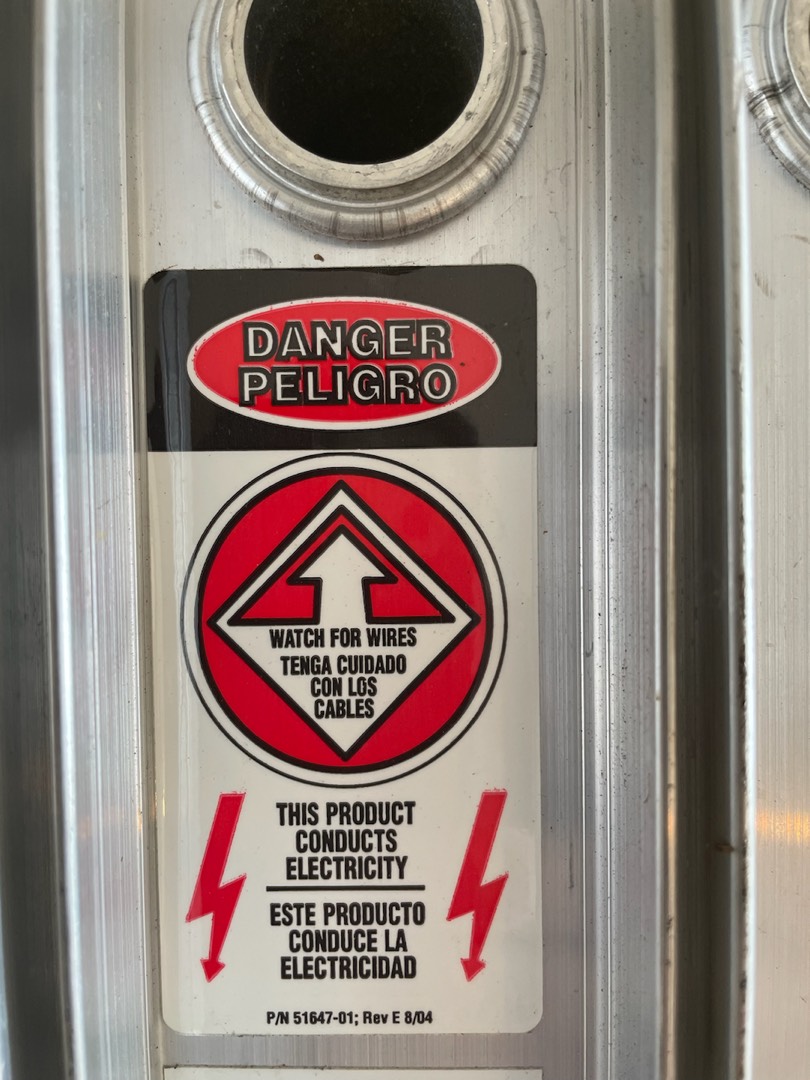 DANGER
PELIGRO
WATCH FOR WIRES
TENGA CUIDADO
CON LOS
CABLES
THIS PRODUCT
CONDUCTS
ELECTRICITY
ESTE PRODUCTO
CONDUCE LA
ELECTRICIDAD
P/N 51647-01; Rev E 8/04